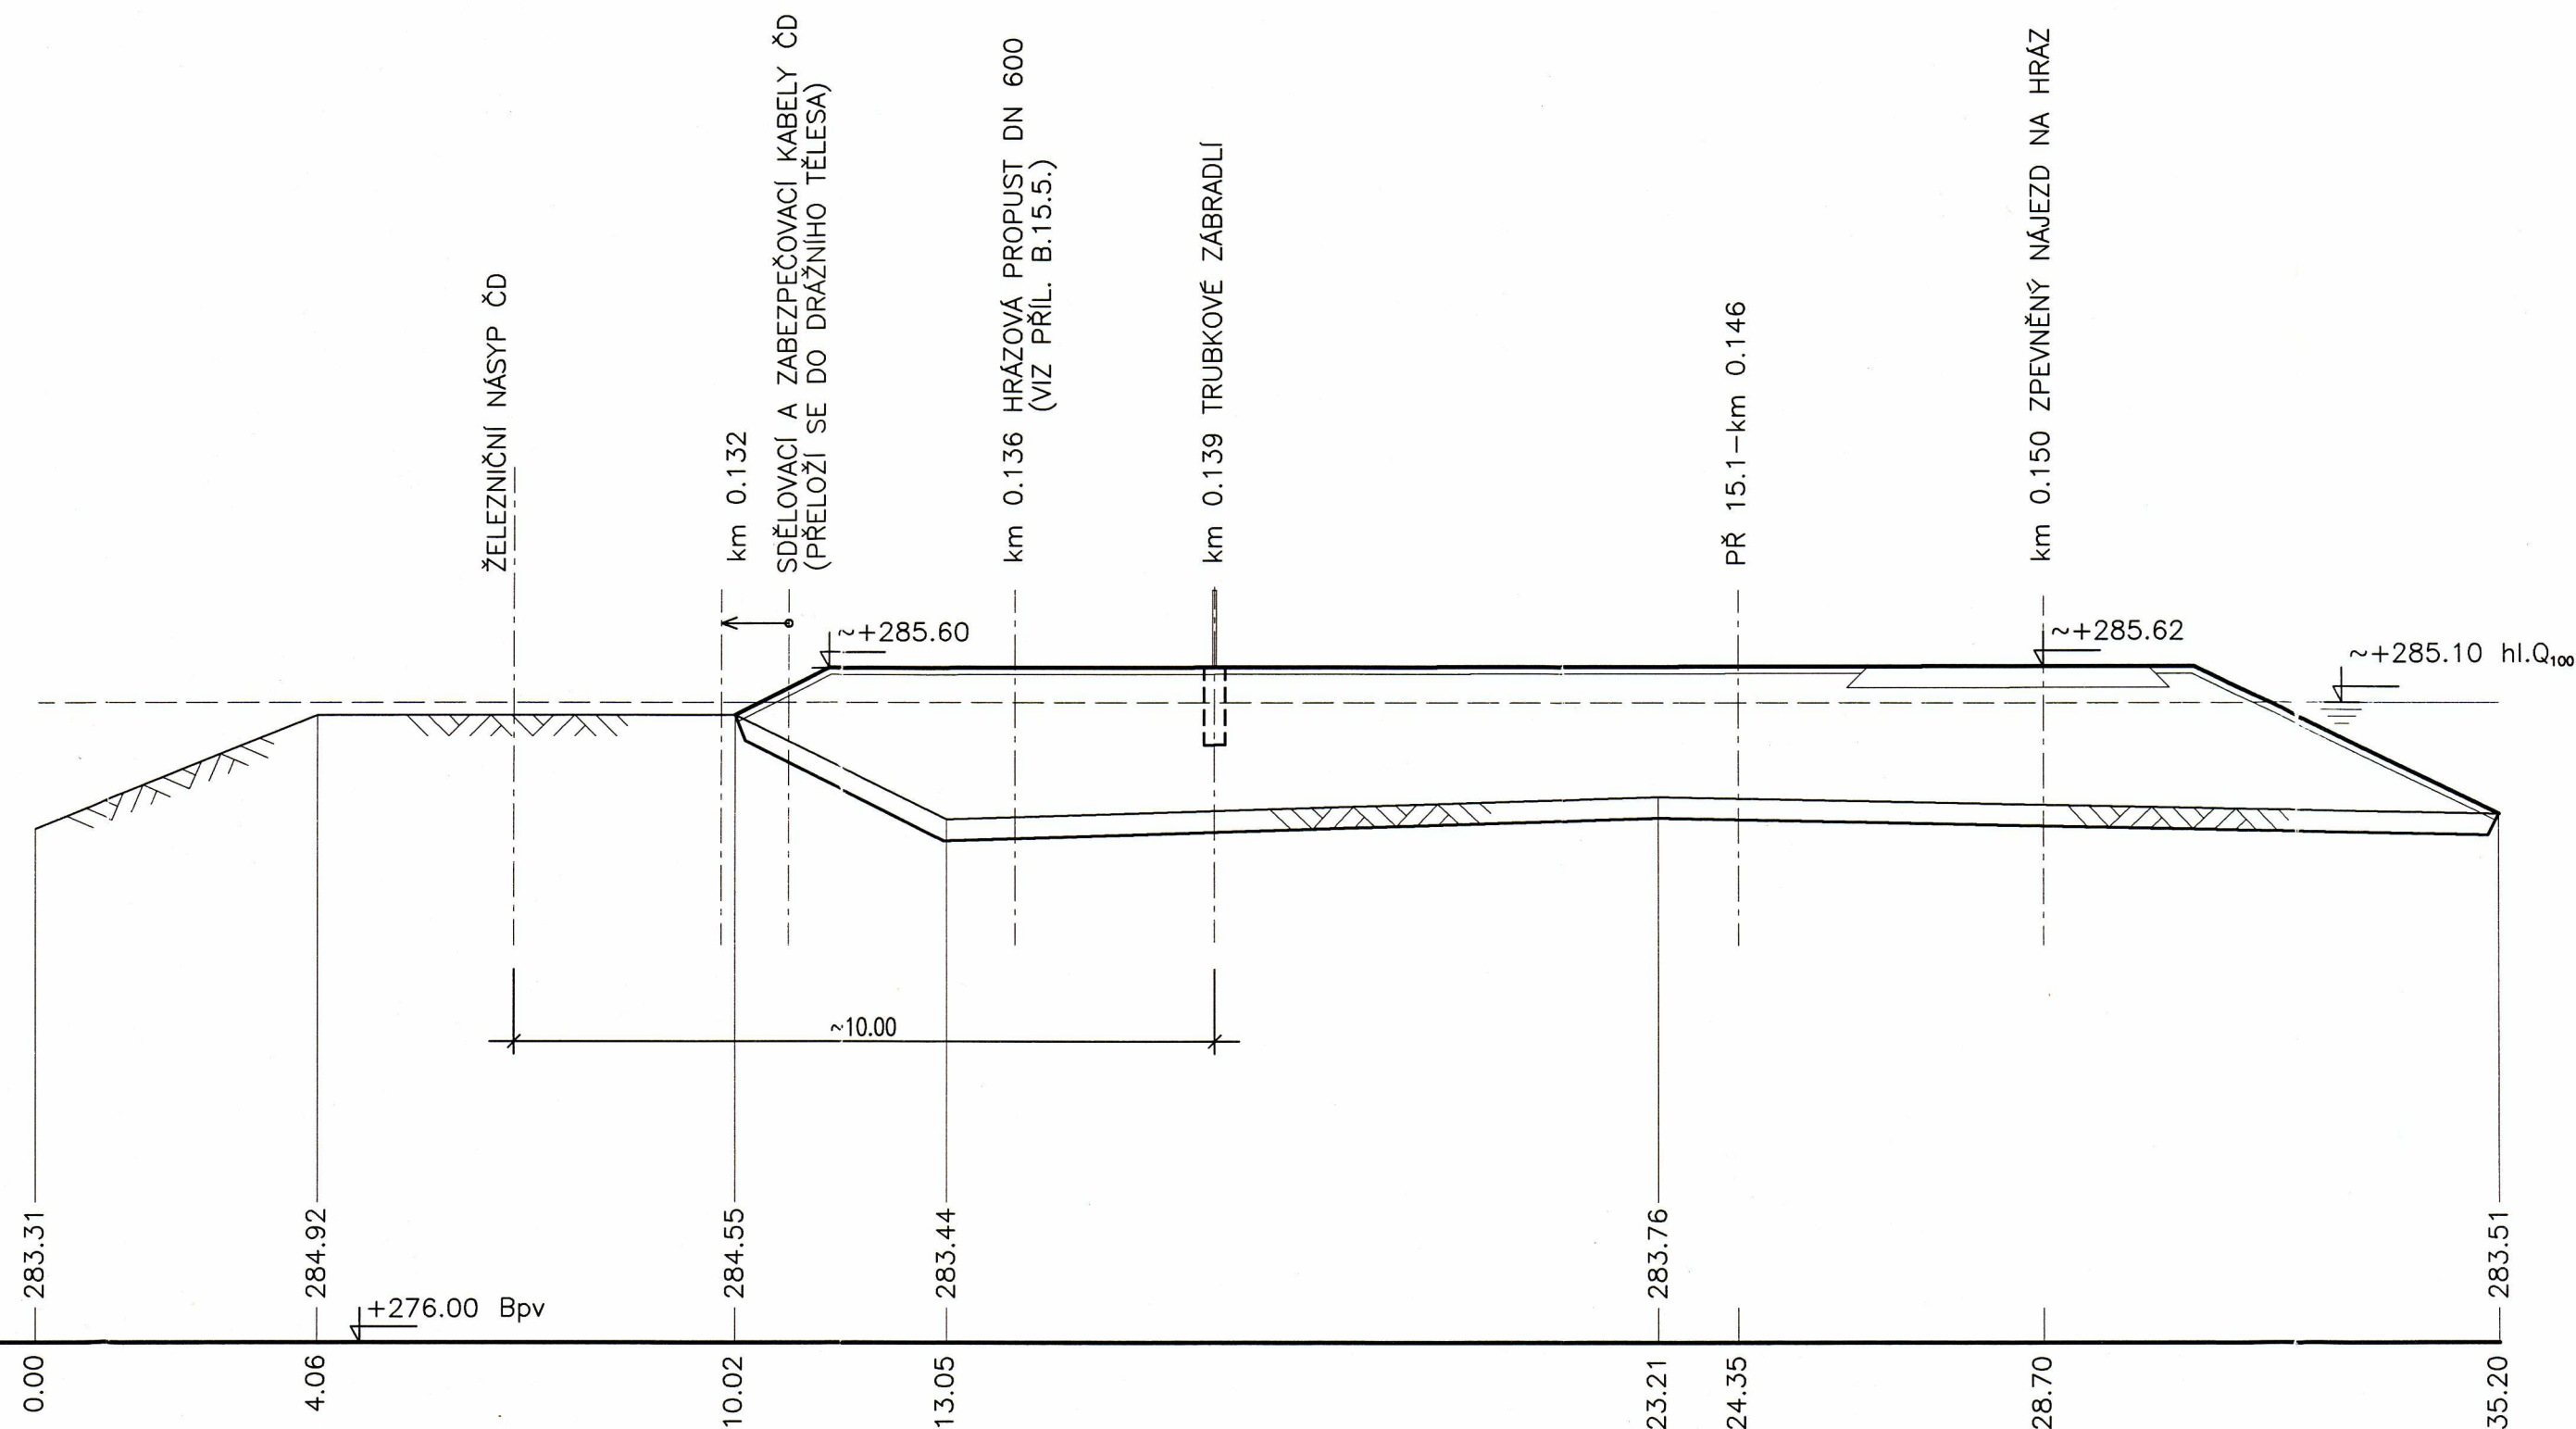 ŽELEZNIČNÍ NÁSYP ČD
km 0.132
SDĚLOVACÍ A ZABEZPEČOVACÍ KABELY ČD
(PŘELOŽÍ SE DO DRÁŽNÍHO TĚLESA)
km 0.136 HRÁZOVÁ PROPUST DN 600
(VIZ PŘÍL. B.15.5.)
km 0.139 TRUBKOVÉ ZÁBRADLÍ
PŘ 15.1-km 0.146
km 0.150 ZPEVNĚNÝ NÁJEZD NA HRÁZ
~+285.60
~+285.62
~+285.10 hl.Q₁₀₀
~10.00
283.31
284.92
284.55
283.44
283.76
283.51
+276.00 Bpv
0.00
4.06
10.02
13.05
23.21
24.35
28.70
35.20